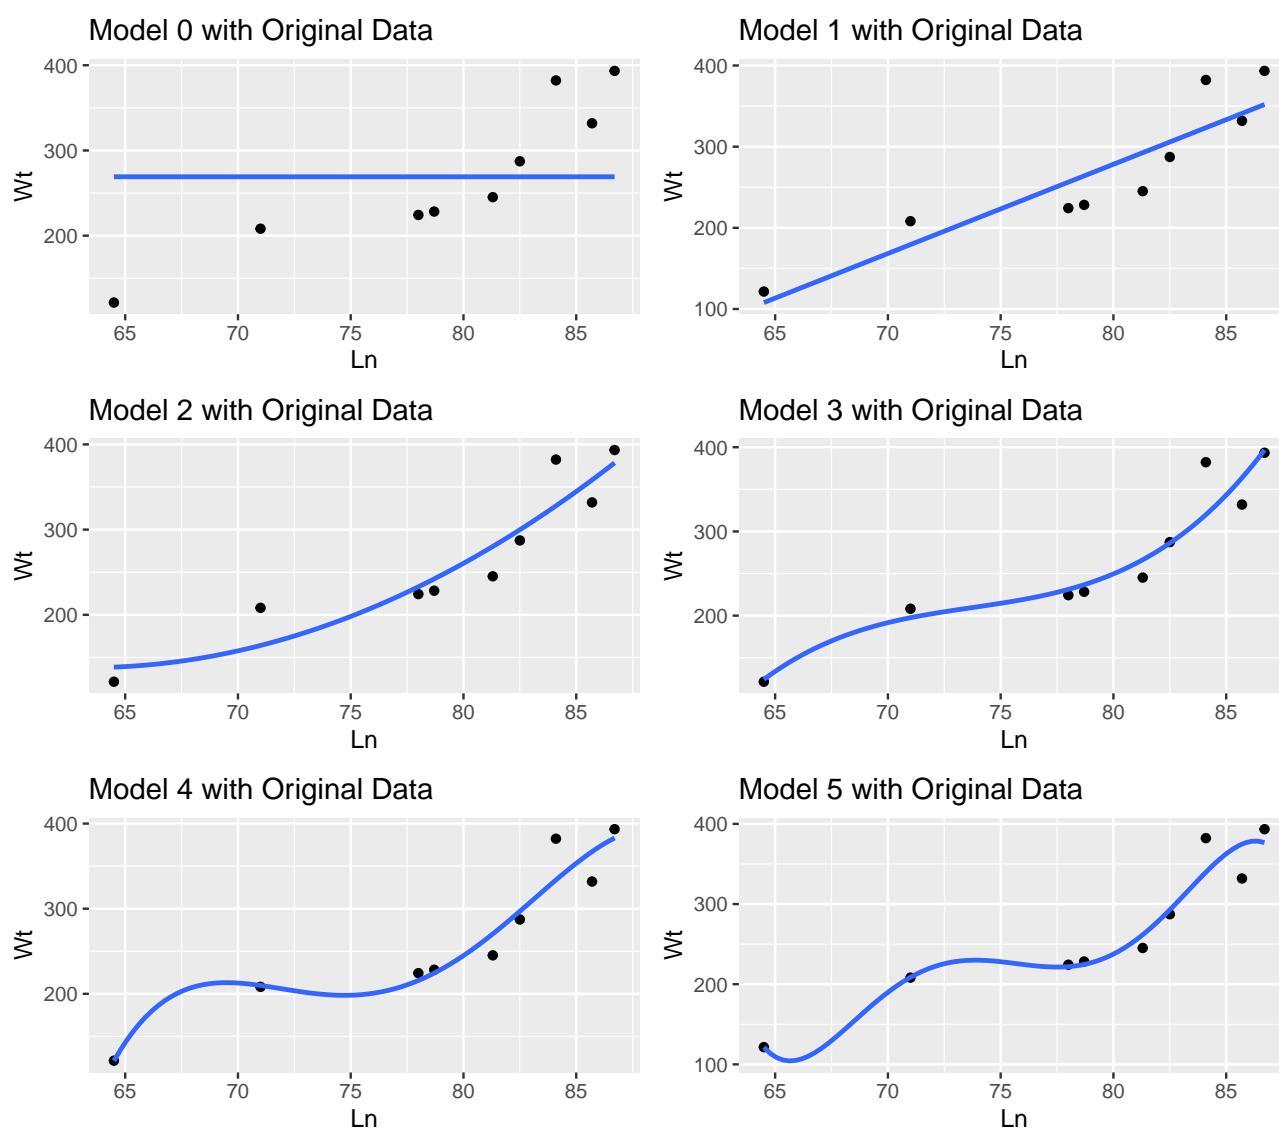 Model 0 with Original Data
Model 1 with Original Data
400
300
200
Wt
65 70 75 80 85
Ln
400
300
200
100
Wt
65 70 75 80 85
Ln
Model 2 with Original Data
Model 3 with Original Data
400
300
200
Wt
65 70 75 80 85
Ln
400
300
200
Wt
65 70 75 80 85
Ln
Model 4 with Original Data
Model 5 with Original Data
400
300
200
Wt
65 70 75 80 85
Ln
400
300
200
100
Wt
65 70 75 80 85
Ln